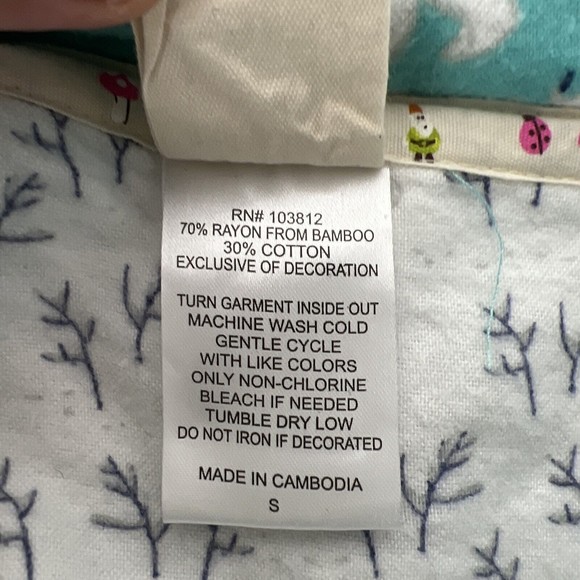 RN# 103812
70% RAYON FROM BAMBOO
30% COTTON
EXCLUSIVE OF DECORATION
TURN GARMENT INSIDE OUT
MACHINE WASH COLD
GENTLE CYCLE
WITH LIKE COLORS
ONLY NON-CHLORINE
BLEACH IF NEEDED
TUMBLE DRY LOW
DO NOT IRON IF DECORATED
MADE IN CAMBODIA
S